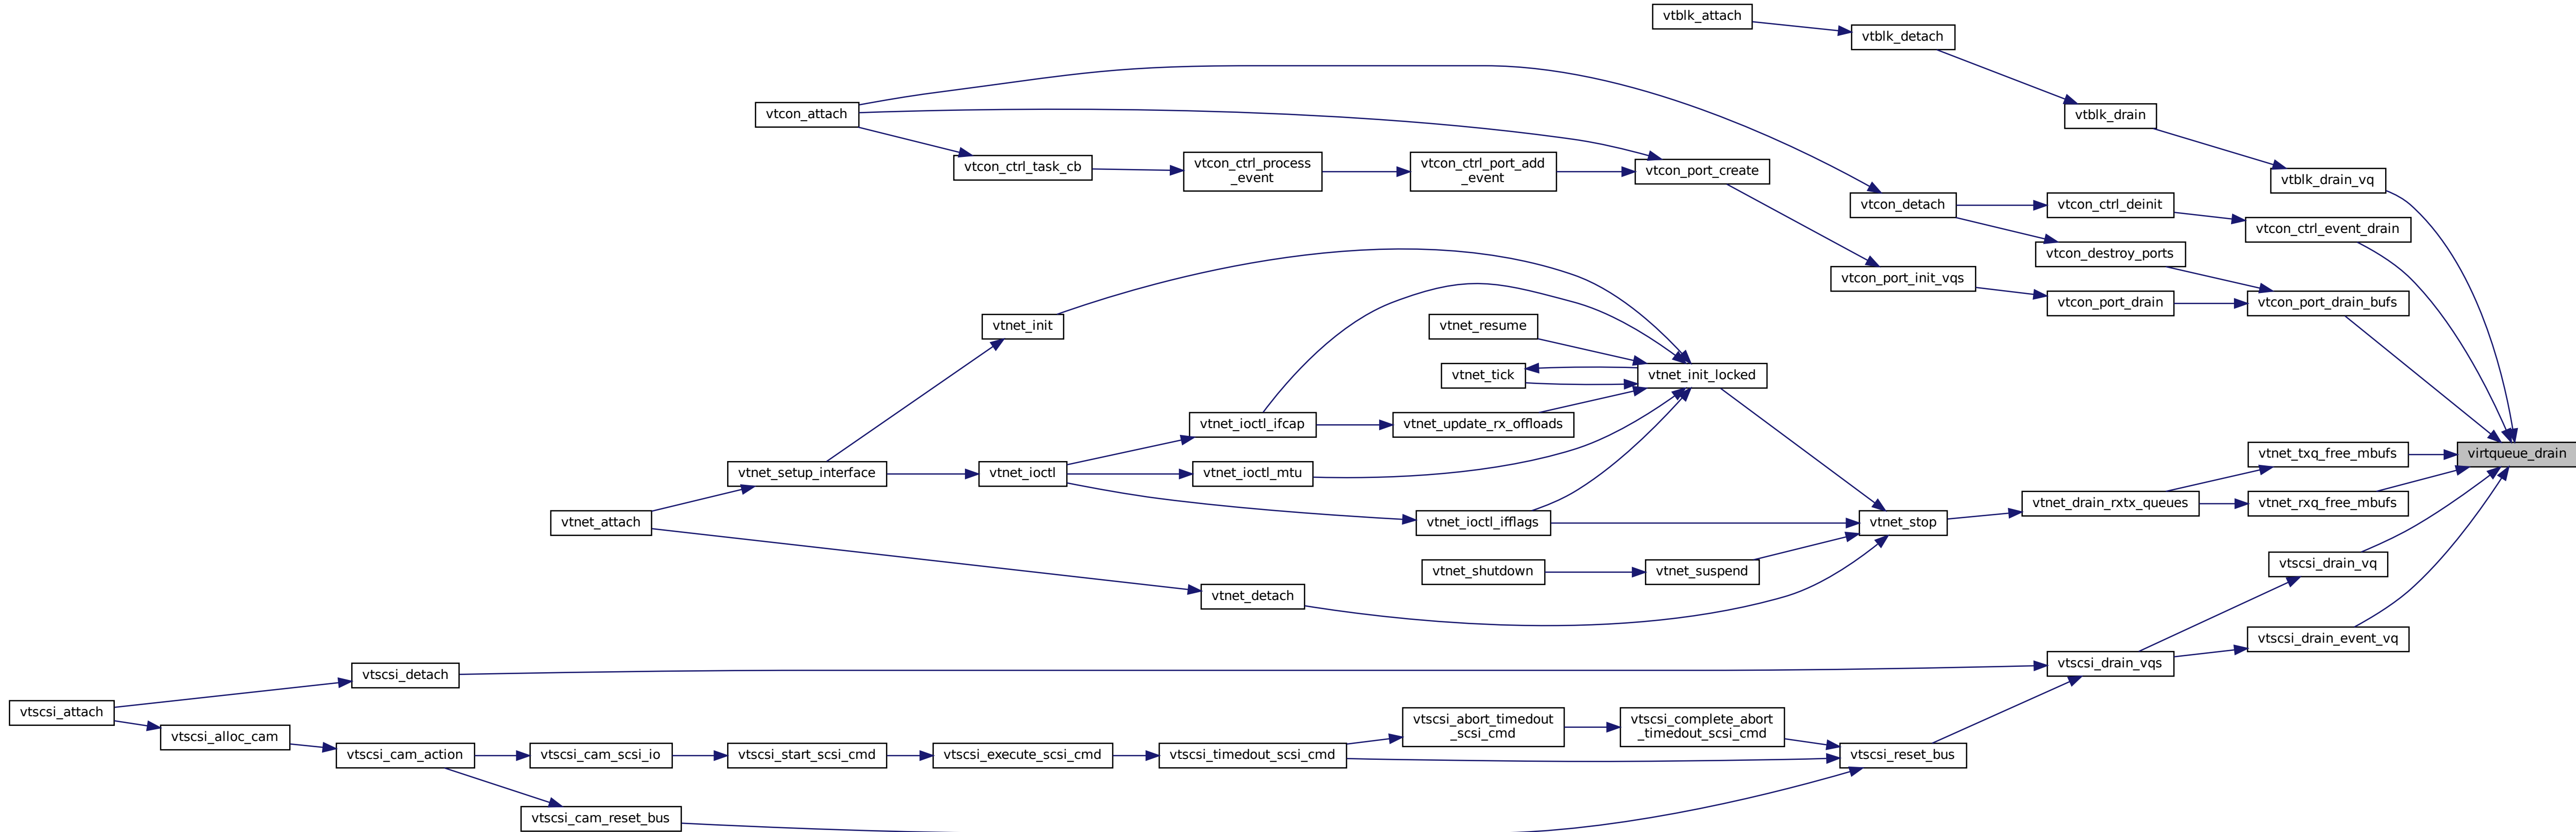 vtblk_attach
vtblk_detach
vtcon_attach
vtblk_drain
vtcon_ctrl_task_cb
vtcon_ctrl_process
_event
vtcon_ctrl_port_add
_event
vtcon_port_create
vtblk_drain_vq
vtcon_detach
vtcon_ctrl_deinit
vtcon_ctrl_event_drain
vtcon_destroy_ports
vtcon_port_init_vqs
vtcon_port_drain
vtcon_port_drain_bufs
vtnet_init
vtnet_resume
vtnet_tick
vtnet_init_locked
vtnet_ioctl_ifcap
vtnet_update_rx_offloads
vtnet_txq_free_mbufs
virtqueue_drain
vtnet_setup_interface
vtnet_ioctl
vtnet_ioctl_mtu
vtnet_drain_rxtx_queues
vtnet_rxq_free_mbufs
vtnet_attach
vtnet_ioctl_ifflags
vtnet_stop
vtnet_shutdown
vtnet_suspend
vtscsi_drain_vq
vtnet_detach
vtscsi_drain_event_vq
vtscsi_detach
vtscsi_drain_vqs
vtscsi_attach
vtscsi_alloc_cam
vtscsi_abort_timedout
_scsi_cmd
vtscsi_complete_abort
_timedout_scsi_cmd
vtscsi_cam_action
vtscsi_cam_scsi_io
vtscsi_start_scsi_cmd
vtscsi_execute_scsi_cmd
vtscsi_timedout_scsi_cmd
vtscsi_reset_bus
vtscsi_cam_reset_bus